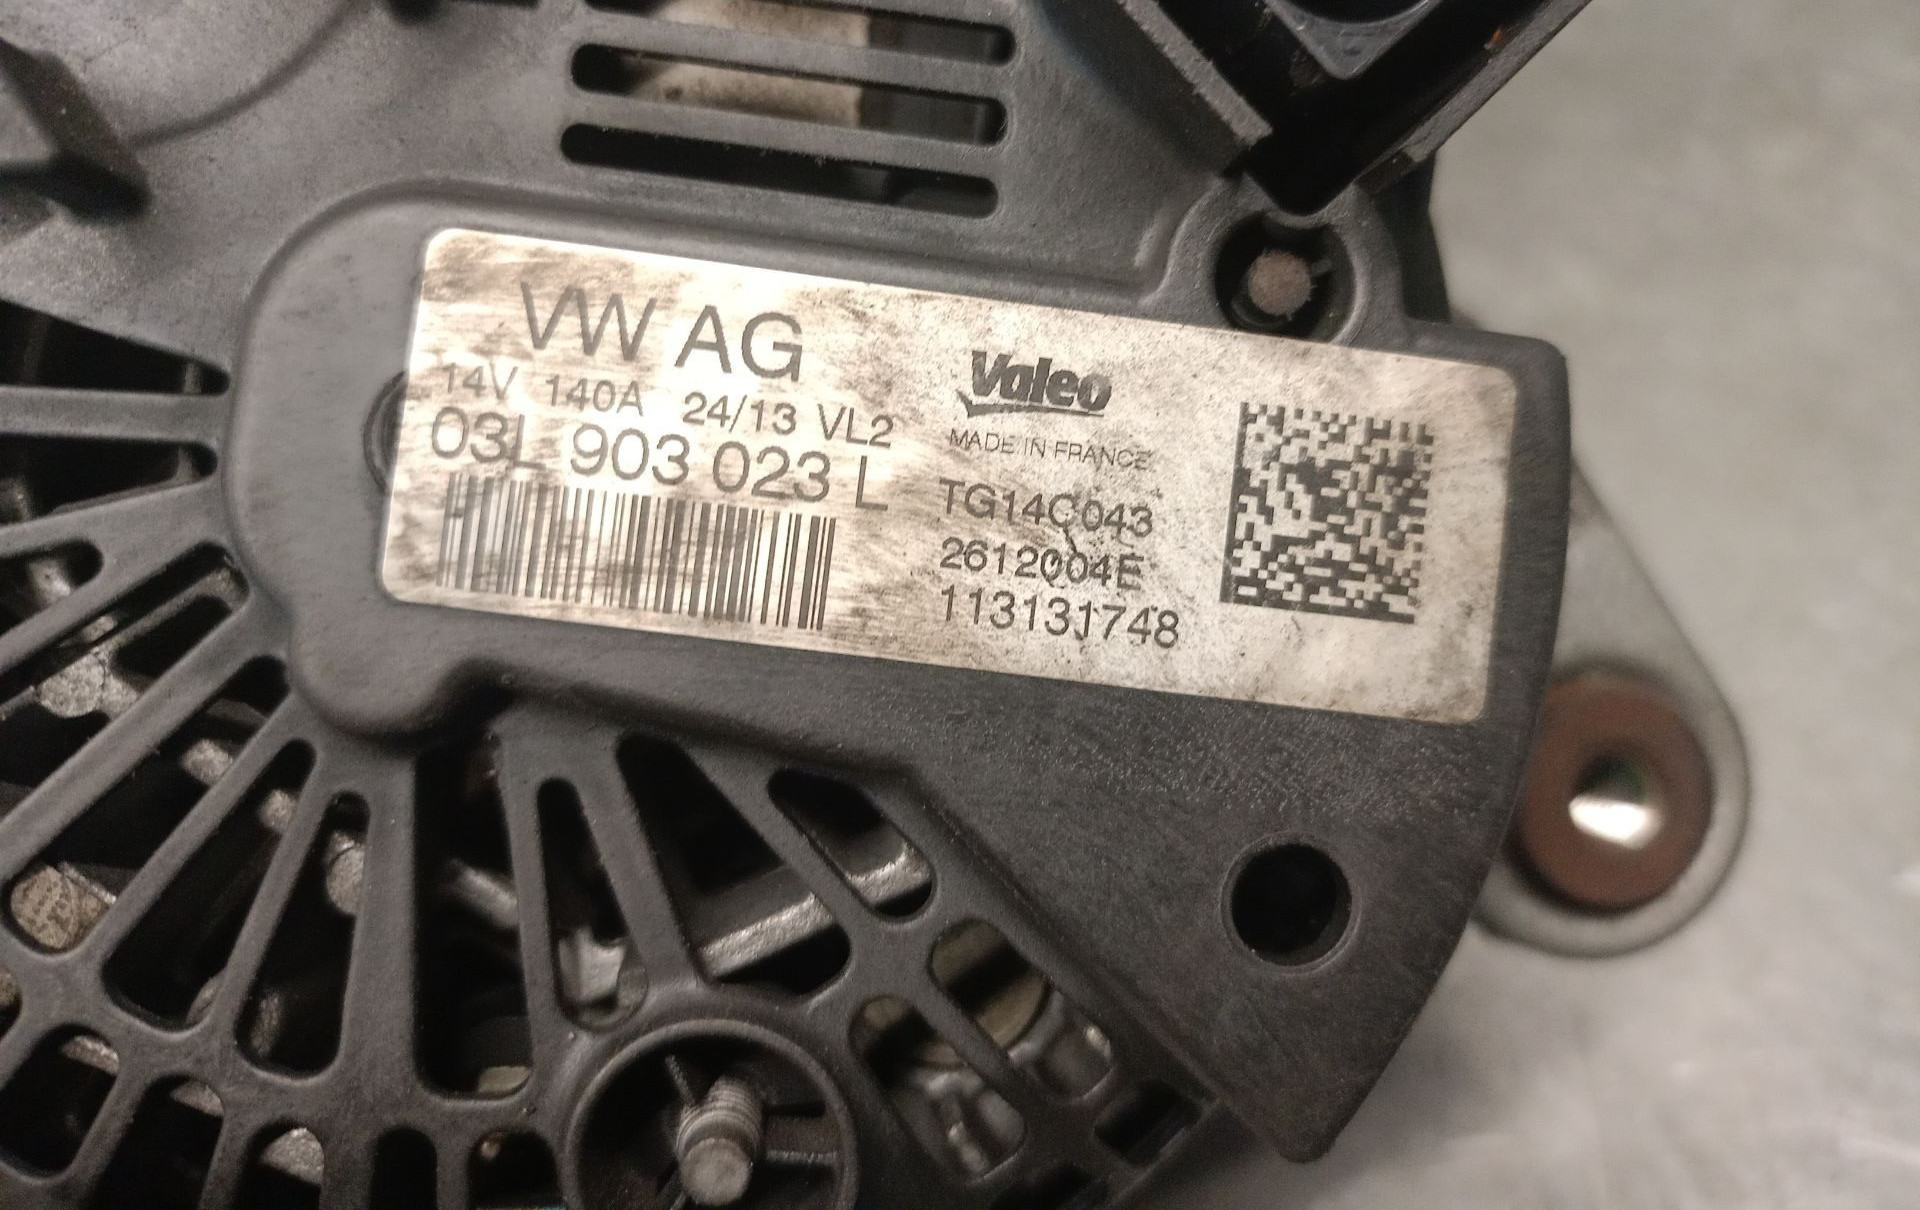 VW AG
14V 140A 24/13 VL2
03L 903 023 L
Valeo
MADE IN FRANCE
TG14C043
2612004E
113131748